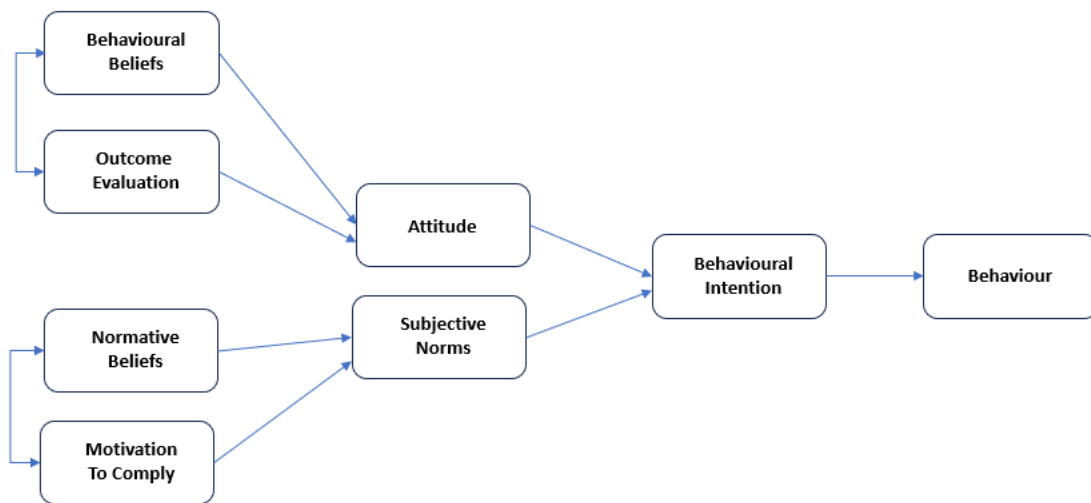 Behavioural
Beliefs
Outcome
Evaluation
Attitude
Behavioural
Intention
Behaviour
Normative
Beliefs
Subjective
Norms
Motivation
To Comply